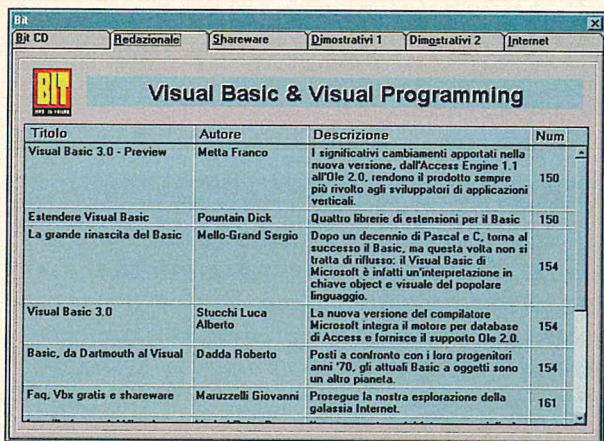 Bit
Bit CD Redazionale Shareware Dimostrativi 1 Dimostrativi 2 Internet
BIT
Visual Basic & Visual Programming
Titolo Autore Descrizione Num
Visual Basic 3.0 - Preview Metta Franco I significativi cambiamenti apportati nella
nuova versione, dall'Access Engine 1.1
all'Ole 2.0, rendono il prodotto sempre
più rivolto agli sviluppatori di applicazioni
verticali.
150
Estendere Visual Basic Pountain Dick Quattro librerie di estensioni per il Basic 150
La grande rinascita del Basic Mello-Grand Sergio Dopo un decennio di Pascal e C, torna al
successo il Basic, ma questa volta non si
tratta di riflusso: il Visual Basic di
Microsoft è infatti un'interpretazione in
chiave object e visuale del popolare
linguaggio.
154
Visual Basic 3.0 Stucchi Luca
Alberto
La nuova versione del compilatore
Microsoft integra il motore per database
di Access e fornisce il supporto Ole 2.0.
154
Basic, da Dartmouth al Visual Dadda Roberto Posti a confronto con i loro progenitori
anni '70, gli attuali Basic a oggetti sono
un altro pianeta.
154
Faq, Vbx gratis e shareware Maruzzelli Giovanni Prosegue la nostra esplorazione della
galassia Internet.
161